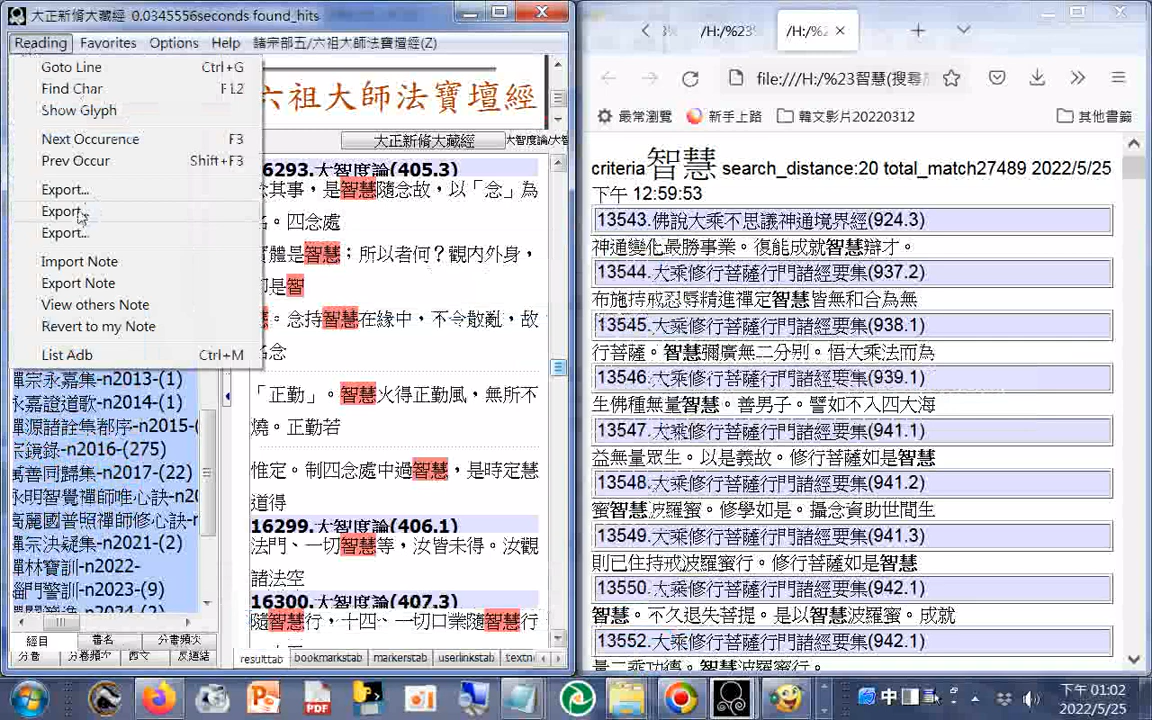 大正新脩大藏經 0.0345556seconds found_hits
Reading Favorites Options Help 諸宗部五/六祖大師法寶壇經(Z)
Goto Line Ctrl+G
Find Char F12
Show Glyph
Next Occurence F3
Prev Occur Shift+F3
Export...
Export...
Export...
Import Note
Export Note
View others Note
Revert to my Note
List Adb Ctrl+M
禪宗永嘉集-n2013-(1)
永嘉證道歌-n2014-(1)
禪源諸詮集都序-n2015-
宗鏡錄-n2016-(275)
萬善同歸集-n2017-(22)
永明智覺禪師唯心訣-n20
高麗國普照禪師修心訣-n
禪宗決疑集-n2021-(2)
禪林寶訓-n2022-
緇門警訓-n2023-(9)
經目 書名 分書頻次
分書 分卷頻次 西文 反連結
六祖大師法寶壇經
大正新脩大藏經
16293.大智度論(405.3)
念其事，是智慧隨念故，以「念」為
名。四念處
實體是智慧；所以者何？觀內外身，
即是智
慧。念持智慧在緣中，不令散亂，故
名念
「正勤」。智慧火得正勤風，無所不
燒。正勤若
惟定。制四念處中過智慧，是時定慧
道得
16299.大智度論(406.1)
法門、一切智慧等，汝皆未得。汝觀
諸法空
16300.大智度論(407.3)
隨智慧行，十四、一切口業隨智慧行
resulttab bookmarkstab markerstab userlinkstab textn
/H:/%23 /H:/%2
file:///H:/%23智慧(搜尋
最常瀏覽 新手上路 韓文影片20220312 其他書籤
criteria智慧 search_distance:20 total_match27489 2022/5/25
下午 12:59:53
13543.佛說大乘不思議神通境界經(924.3)
神通變化最勝事業。復能成就智慧辯才。
13544.大乘修行菩薩行門諸經要集(937.2)
布施持戒忍辱精進禪定智慧皆無和合為無
13545.大乘修行菩薩行門諸經要集(938.1)
行菩薩。智慧彌廣無二分別。悟大乘法而為
13546.大乘修行菩薩行門諸經要集(939.1)
生佛種無量智慧。善男子。譬如不入四大海
13547.大乘修行菩薩行門諸經要集(941.1)
益無量眾生。以是義故。修行菩薩如是智慧
13548.大乘修行菩薩行門諸經要集(941.2)
蜜智慧波羅蜜。修學如是。攝念資助世間生
13549.大乘修行菩薩行門諸經要集(941.3)
則已住持戒波羅蜜行。修行菩薩如是智慧
13550.大乘修行菩薩行門諸經要集(942.1)
智慧。不久退失菩提。是以智慧波羅蜜。成就
13552.大乘修行菩薩行門諸經要集(942.1)
量二乘功德。智慧波羅蜜行。
中
下午 01:02
2022/5/25